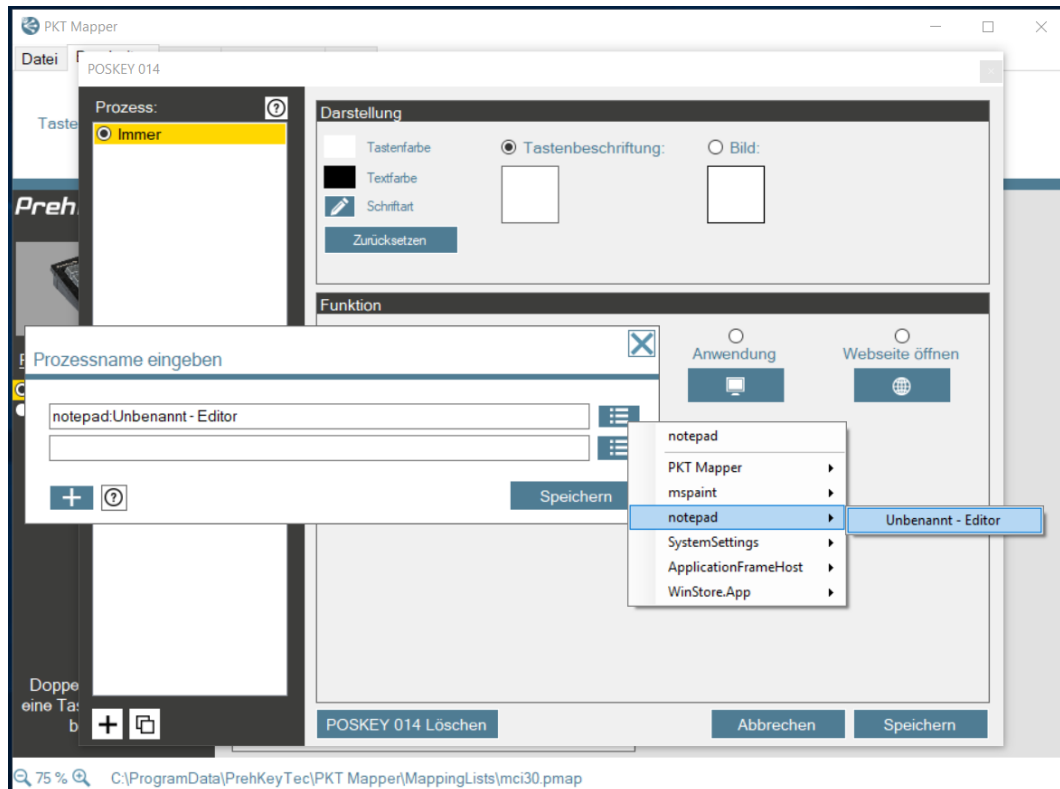 PKT Mapper
Datei
POSKEY 014
Prozess:
Immer
Darstellung
Tastenfarbe
Textfarbe
Schriftart
Zurücksetzen
Tastenbeschriftung:
Bild:
Preh
Funktion
Anwendung
Webseite öffnen
Prozessname eingeben
notepad:Unbenannt - Editor
Speichern
notepad
PKT Mapper
mspaint
notepad
Unbenannt - Editor
SystemSettings
ApplicationFrameHost
WinStore.App
Doppe
eine Tas
b
POSKEY 014 Löschen
Abbrechen
Speichern
75 %
C:\ProgramData\PrehKeyTec\PKT Mapper\MappingLists\mci30.pmap